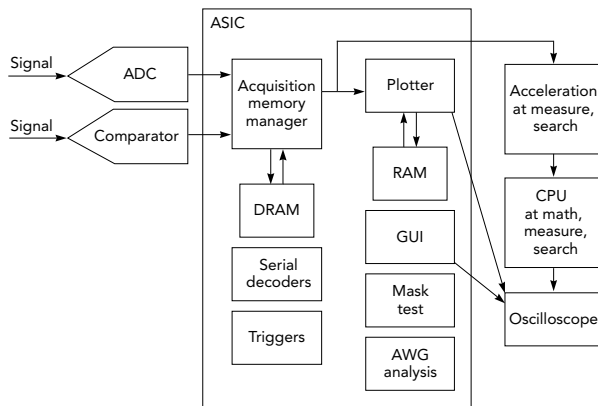 ASIC
Signal
ADC
Signal
Comparator
Acquisition
memory
manager
Plotter
Acceleration
at measure,
search
DRAM
RAM
CPU
at math,
measure,
search
GUI
Serial
decoders
Mask
test
Oscilloscope
Triggers
AWG
analysis